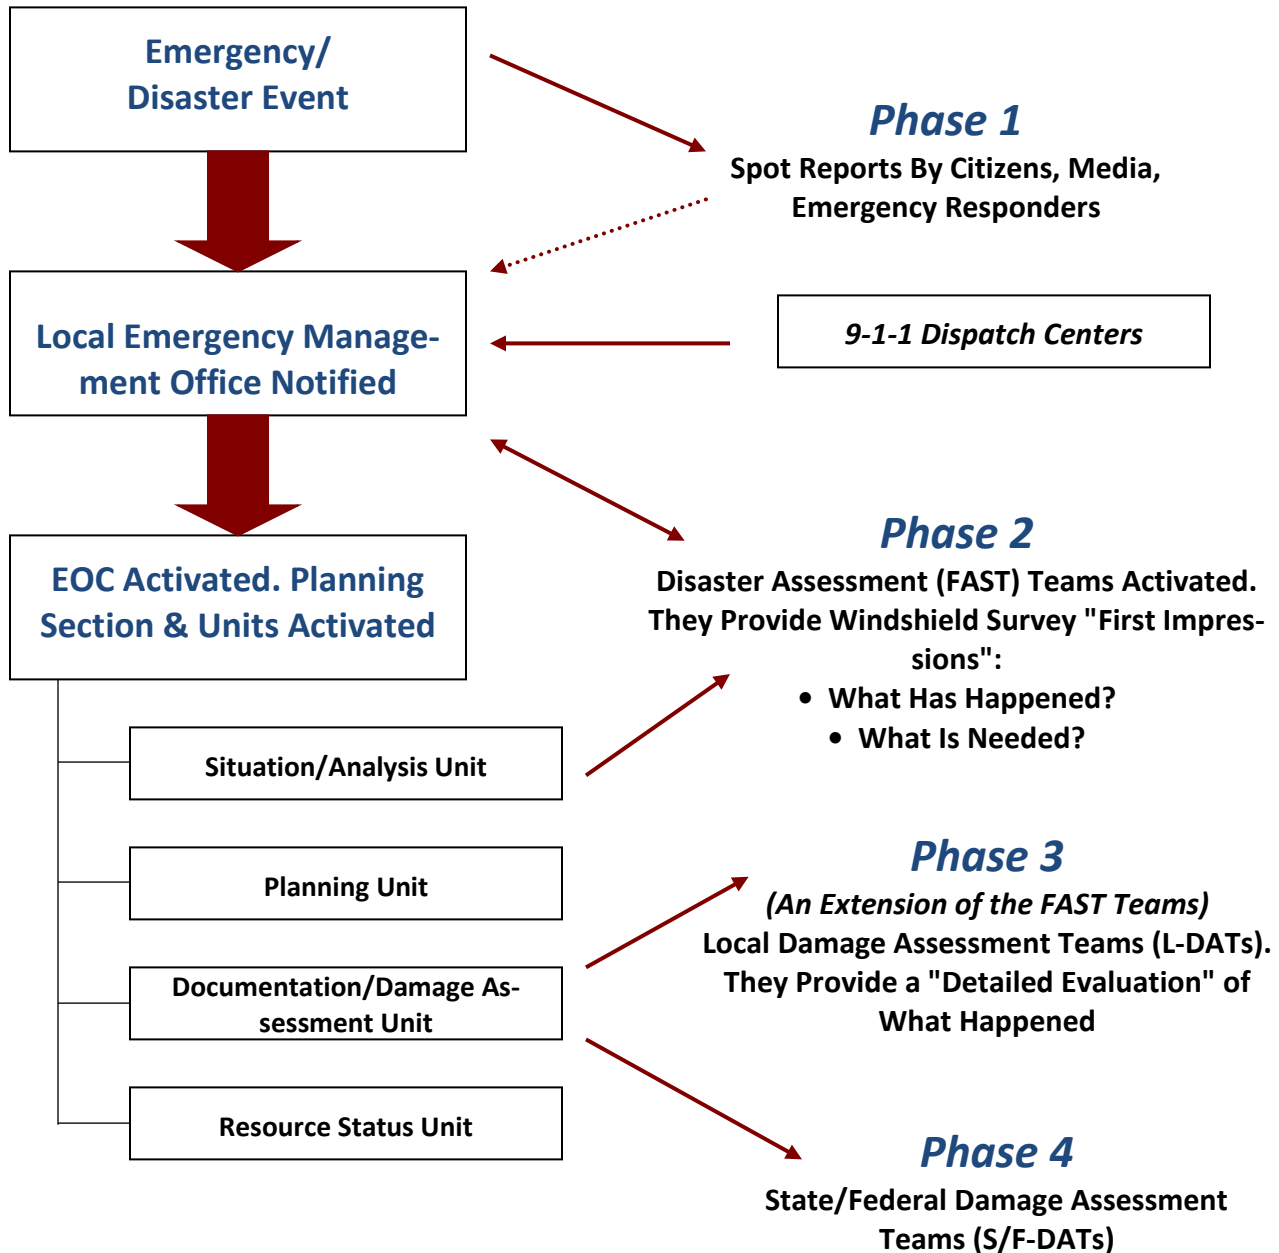 Emergency/
Disaster Event
Phase 1
Spot Reports By Citizens, Media,
Emergency Responders
Local Emergency Manage-
ment Office Notified
9-1-1 Dispatch Centers
EOC Activated. Planning
Section & Units Activated
Phase 2
Disaster Assessment (FAST) Teams Activated.
They Provide Windshield Survey "First Impres-
sions":
• What Has Happened?
• What Is Needed?
Situation/Analysis Unit
Planning Unit
Documentation/Damage As-
sessment Unit
Resource Status Unit
Phase 3
(An Extension of the FAST Teams)
Local Damage Assessment Teams (L-DATs).
They Provide a "Detailed Evaluation" of
What Happened
Phase 4
State/Federal Damage Assessment
Teams (S/F-DATs)